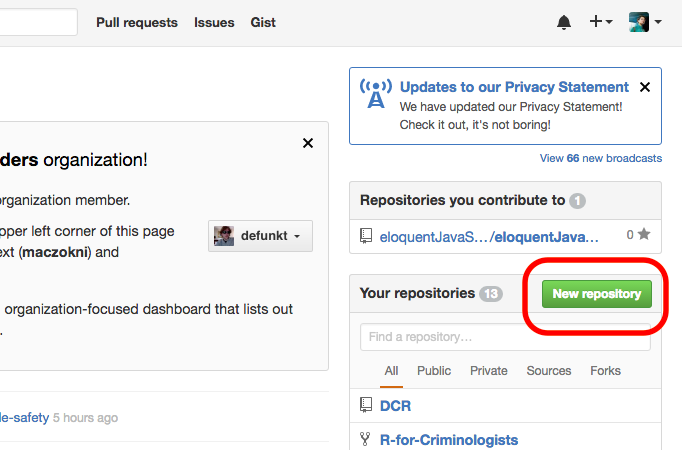 Pull requests Issues Gist
Updates to our Privacy Statement
We have updated our Privacy Statement!
Check it out, it's not boring!
View 66 new broadcasts
ders organization!
organization member.
pper left corner of this page
ext (maczokni) and
defunkt
organization-focused dashboard that lists out
Repositories you contribute to 1
eloquentJavaS…/eloquentJava… 0
Your repositories 13 New repository
Find a repository…
All Public Private Sources Forks
DCR
R-for-Criminologists
le-safety 5 hours ago